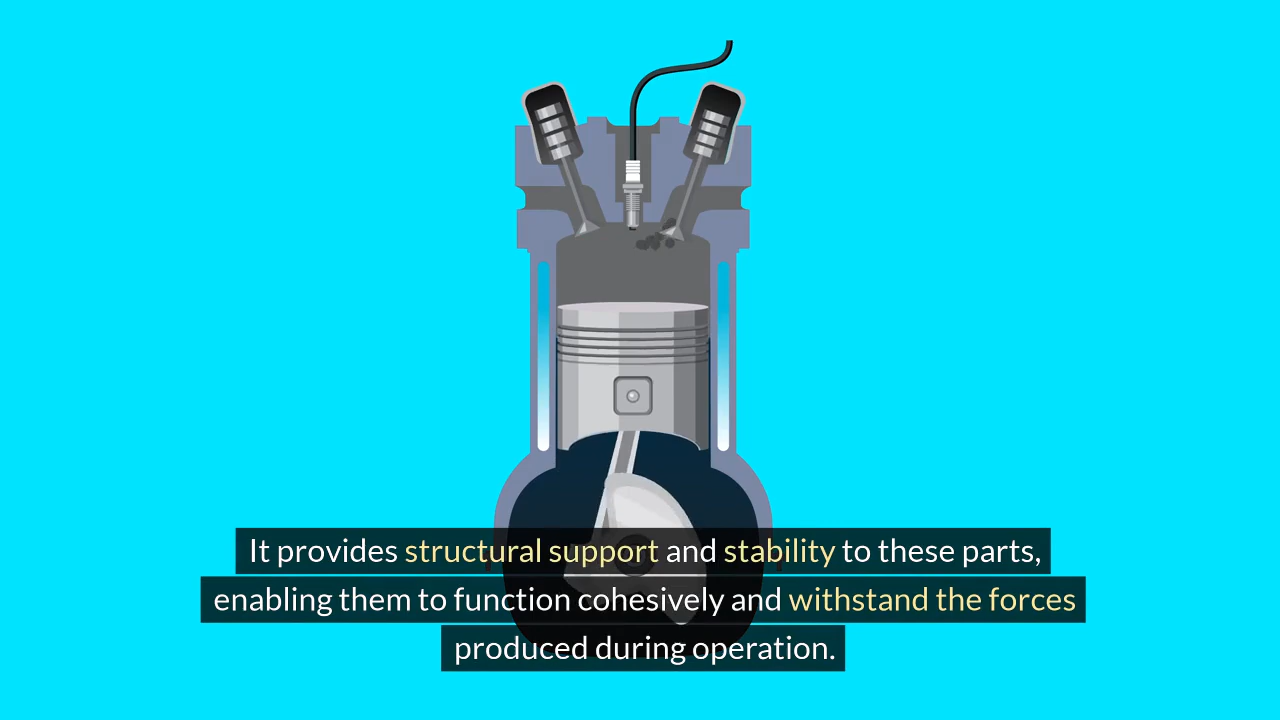 It provides structural support and stability to these parts,
enabling them to function cohesively and withstand the forces
produced during operation.